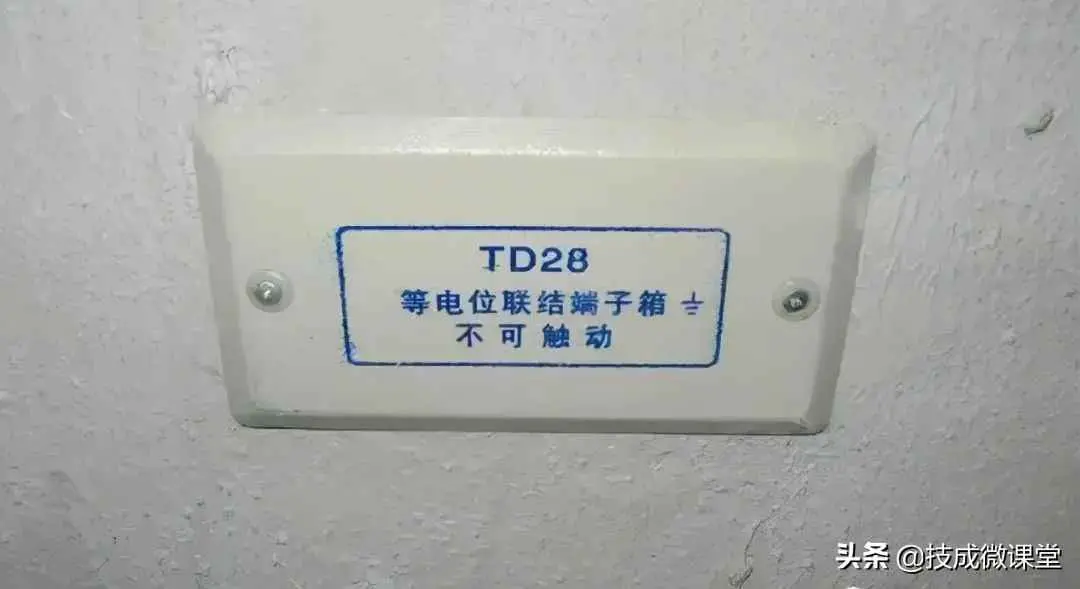 TD28
等电位联结端子箱⏚
不可触动
头条 @技成微课堂